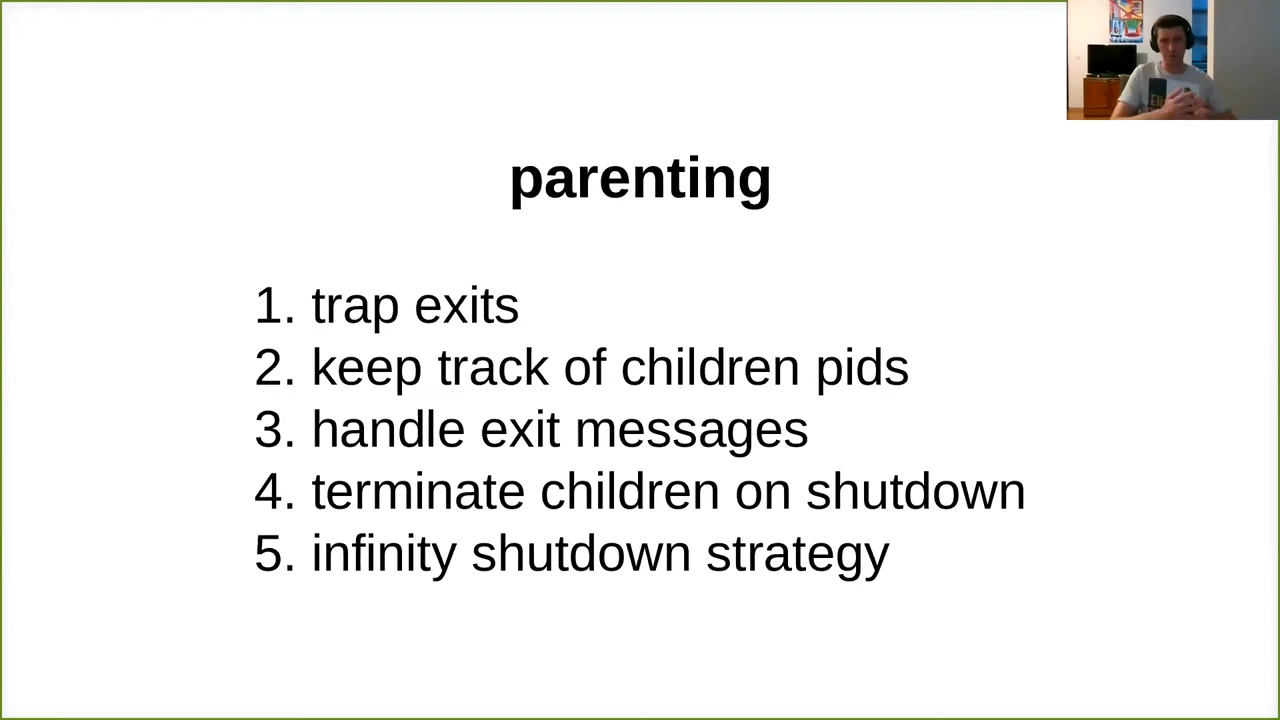 parenting
1. trap exits
2. keep track of children pids
3. handle exit messages
4. terminate children on shutdown
5. infinity shutdown strategy